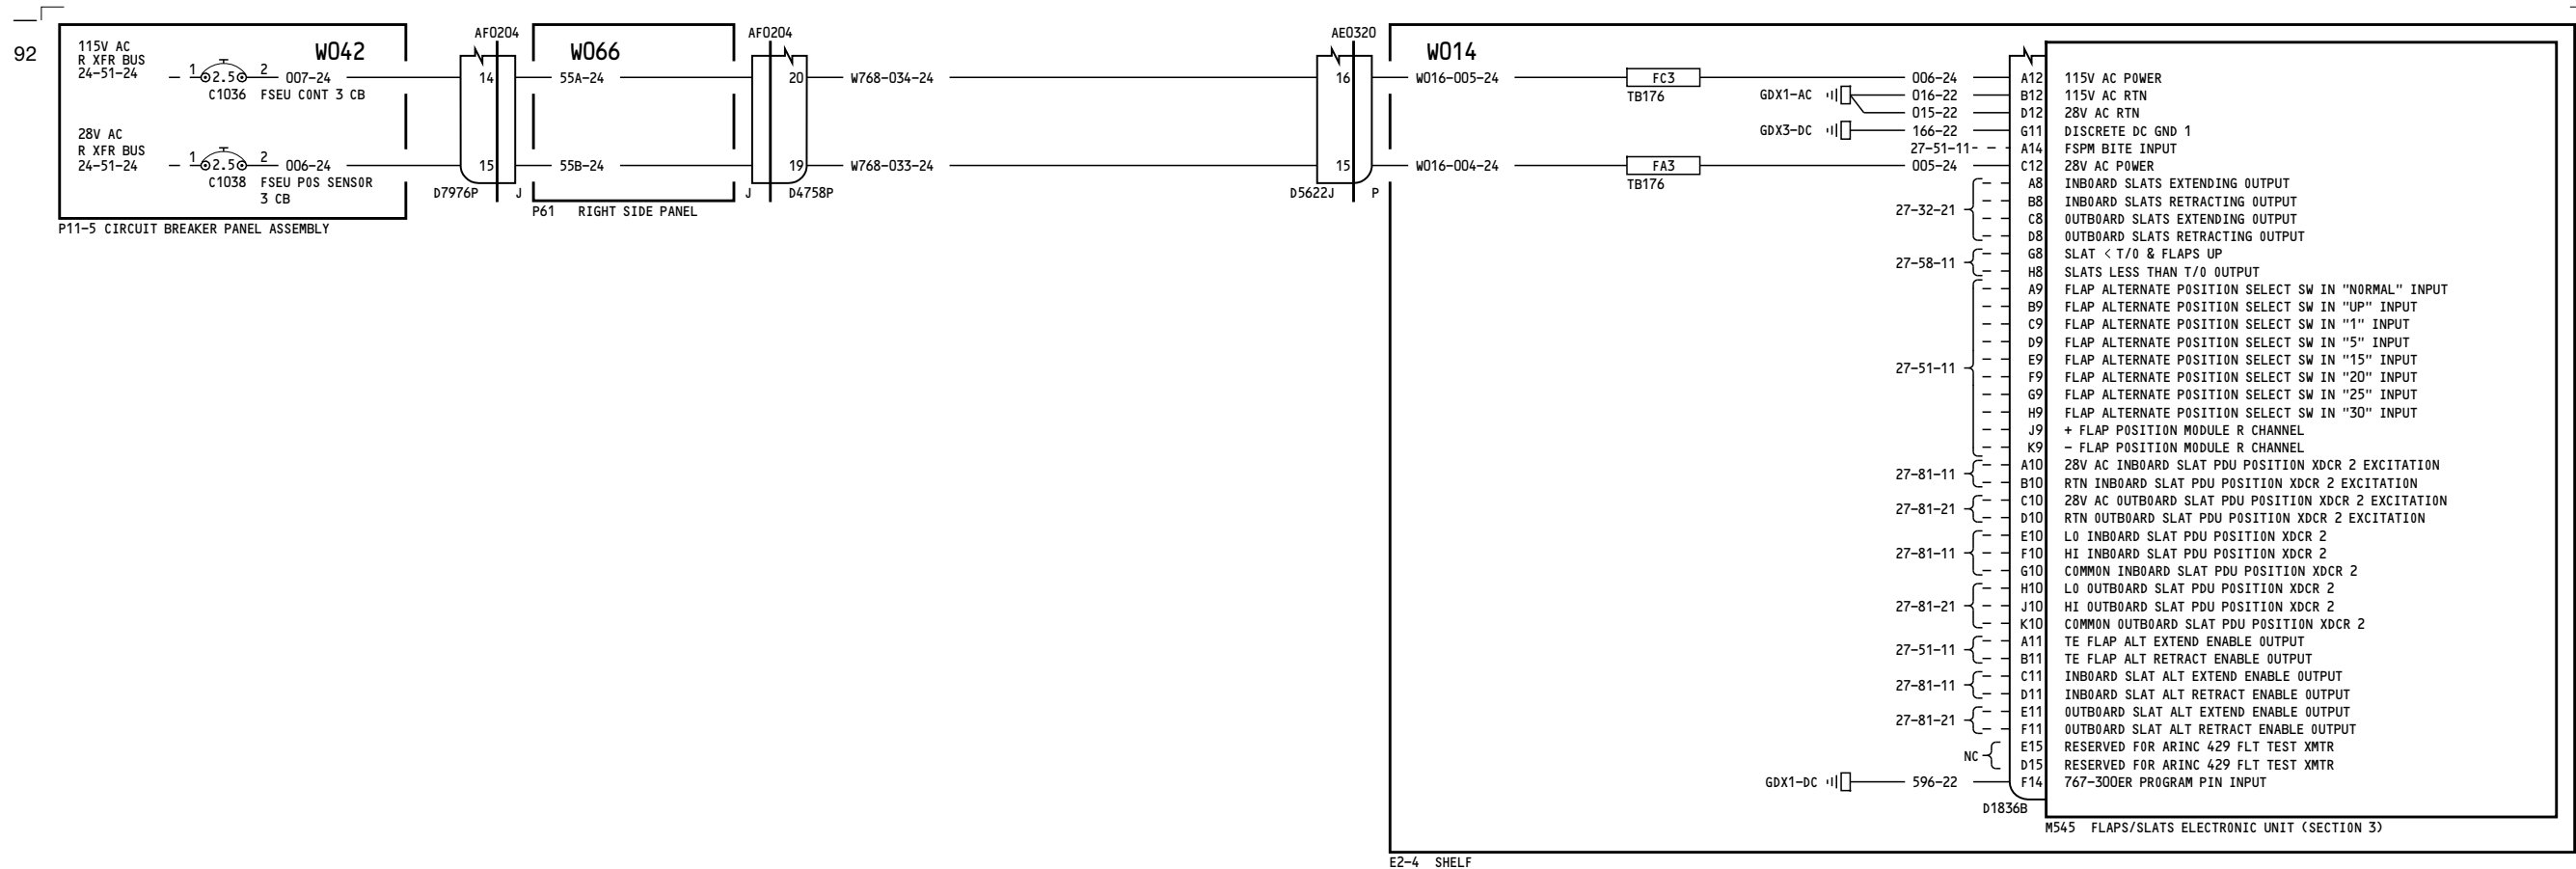 92
115V AC
R XFR BUS
24-51-24
W042
1 2.5 2 007-24
C1036 FSEU CONT 3 CB
28V AC
R XFR BUS
24-51-24
1 2.5 2 006-24
C1038 FSEU POS SENSOR
3 CB
P11-5 CIRCUIT BREAKER PANEL ASSEMBLY
AF0204
14
15
D7976P J
W066
55A-24
55B-24
P61 RIGHT SIDE PANEL
AF0204
20
19
J D4758P
W768-034-24
W768-033-24
AE0320
16
15
D5622J P
W014
W016-005-24
FC3
TB176
W016-004-24
FA3
TB176
GDX1-AC
GDX3-DC
006-24 A12 115V AC POWER
016-22 B12 115V AC RTN
015-22 D12 28V AC RTN
166-22 G11 DISCRETE DC GND 1
27-51-11 A14 FSPM BITE INPUT
005-24 C12 28V AC POWER
27-32-21
A8 INBOARD SLATS EXTENDING OUTPUT
B8 INBOARD SLATS RETRACTING OUTPUT
C8 OUTBOARD SLATS EXTENDING OUTPUT
D8 OUTBOARD SLATS RETRACTING OUTPUT
27-58-11
G8 SLAT < T/O & FLAPS UP
H8 SLATS LESS THAN T/O OUTPUT
27-51-11
A9 FLAP ALTERNATE POSITION SELECT SW IN "NORMAL" INPUT
B9 FLAP ALTERNATE POSITION SELECT SW IN "UP" INPUT
C9 FLAP ALTERNATE POSITION SELECT SW IN "1" INPUT
D9 FLAP ALTERNATE POSITION SELECT SW IN "5" INPUT
E9 FLAP ALTERNATE POSITION SELECT SW IN "15" INPUT
F9 FLAP ALTERNATE POSITION SELECT SW IN "20" INPUT
G9 FLAP ALTERNATE POSITION SELECT SW IN "25" INPUT
H9 FLAP ALTERNATE POSITION SELECT SW IN "30" INPUT
J9 + FLAP POSITION MODULE R CHANNEL
K9 - FLAP POSITION MODULE R CHANNEL
27-81-11
A10 28V AC INBOARD SLAT PDU POSITION XDCR 2 EXCITATION
B10 RTN INBOARD SLAT PDU POSITION XDCR 2 EXCITATION
27-81-21
C10 28V AC OUTBOARD SLAT PDU POSITION XDCR 2 EXCITATION
D10 RTN OUTBOARD SLAT PDU POSITION XDCR 2 EXCITATION
27-81-11
E10 LO INBOARD SLAT PDU POSITION XDCR 2
F10 HI INBOARD SLAT PDU POSITION XDCR 2
G10 COMMON INBOARD SLAT PDU POSITION XDCR 2
27-81-21
H10 LO OUTBOARD SLAT PDU POSITION XDCR 2
J10 HI OUTBOARD SLAT PDU POSITION XDCR 2
K10 COMMON OUTBOARD SLAT PDU POSITION XDCR 2
27-51-11
A11 TE FLAP ALT EXTEND ENABLE OUTPUT
B11 TE FLAP ALT RETRACT ENABLE OUTPUT
27-81-11
C11 INBOARD SLAT ALT EXTEND ENABLE OUTPUT
D11 INBOARD SLAT ALT RETRACT ENABLE OUTPUT
27-81-21
E11 OUTBOARD SLAT ALT EXTEND ENABLE OUTPUT
F11 OUTBOARD SLAT ALT RETRACT ENABLE OUTPUT
NC
E15 RESERVED FOR ARINC 429 FLT TEST XMTR
D15 RESERVED FOR ARINC 429 FLT TEST XMTR
GDX1-DC 596-22 F14 767-300ER PROGRAM PIN INPUT
D1836B
M545 FLAPS/SLATS ELECTRONIC UNIT (SECTION 3)
E2-4 SHELF